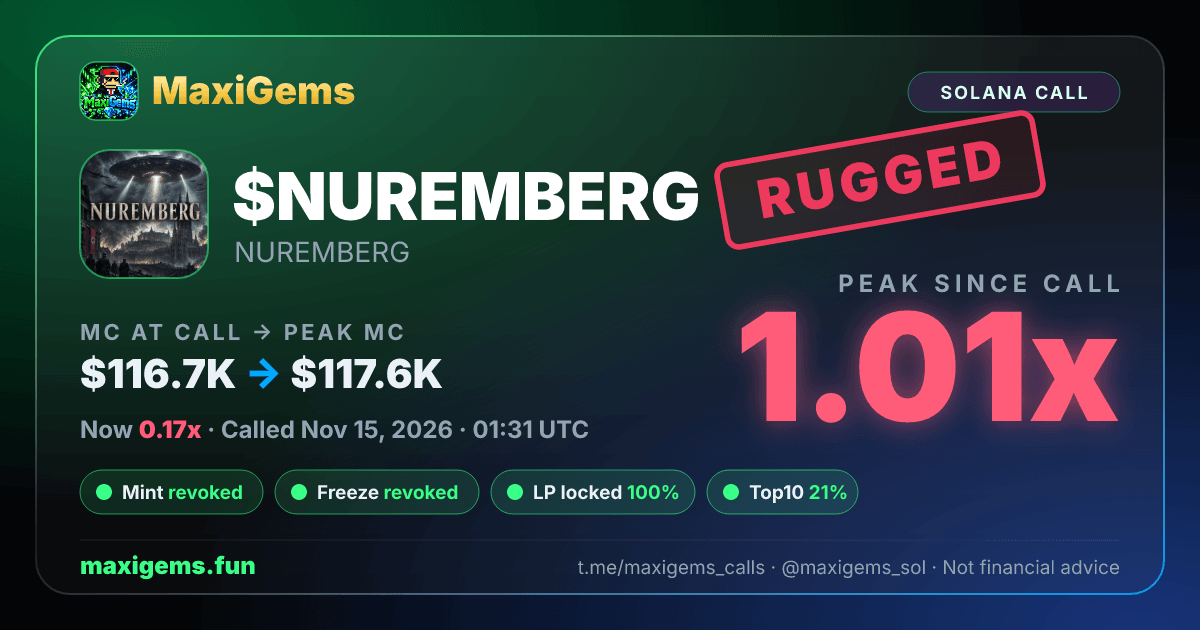 MaxiGems
MaxiGems
SOLANA CALL
NUREMBERG
$NUREMBERG
RUGGED
NUREMBERG
PEAK SINCE CALL
1.01x
MC AT CALL → PEAK MC
$116.7K → $117.6K
Now 0.17x · Called Nov 15, 2026 · 01:31 UTC
Mint revoked
Freeze revoked
LP locked 100%
Top10 21%
maxigems.fun
t.me/maxigems_calls · @maxigems_sol · Not financial advice